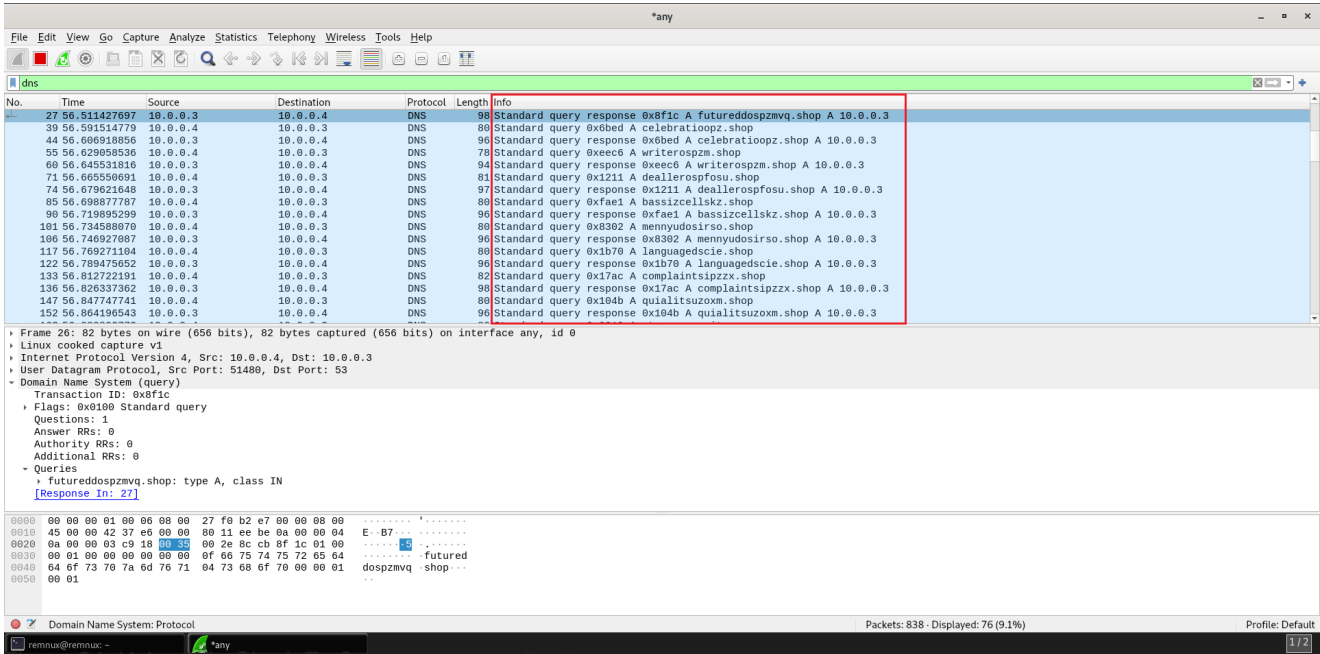 *any
File Edit View Go Capture Analyze Statistics Telephony Wireless Tools Help
dns
No. Time Source Destination Protocol Length Info
27 56.511427697 10.0.0.3 10.0.0.4 DNS 98 Standard query response 0x8f1c A futureddospzmvq.shop A 10.0.0.3
39 56.591514779 10.0.0.4 10.0.0.3 DNS 80 Standard query 0x6bed A celebratioopz.shop
44 56.606918856 10.0.0.3 10.0.0.4 DNS 96 Standard query response 0x6bed A celebratioopz.shop A 10.0.0.3
55 56.629058536 10.0.0.4 10.0.0.3 DNS 78 Standard query 0xeec6 A writerospzm.shop
60 56.645531816 10.0.0.3 10.0.0.4 DNS 94 Standard query response 0xeec6 A writerospzm.shop A 10.0.0.3
71 56.665550691 10.0.0.4 10.0.0.3 DNS 81 Standard query 0x1211 A deallerospfosu.shop
74 56.679621648 10.0.0.3 10.0.0.4 DNS 97 Standard query response 0x1211 A deallerospfosu.shop A 10.0.0.3
85 56.698877787 10.0.0.4 10.0.0.3 DNS 80 Standard query 0xfae1 A bassizcellskz.shop
90 56.719895299 10.0.0.3 10.0.0.4 DNS 96 Standard query response 0xfae1 A bassizcellskz.shop A 10.0.0.3
101 56.734588070 10.0.0.4 10.0.0.3 DNS 80 Standard query 0x8302 A mennyudosirso.shop
106 56.746927087 10.0.0.3 10.0.0.4 DNS 96 Standard query response 0x8302 A mennyudosirso.shop A 10.0.0.3
117 56.769271104 10.0.0.4 10.0.0.3 DNS 80 Standard query 0x1b70 A languagedscie.shop
122 56.789475652 10.0.0.3 10.0.0.4 DNS 96 Standard query response 0x1b70 A languagedscie.shop A 10.0.0.3
133 56.812722191 10.0.0.4 10.0.0.3 DNS 82 Standard query 0x17ac A complaintsipzzx.shop
136 56.826337362 10.0.0.3 10.0.0.4 DNS 98 Standard query response 0x17ac A complaintsipzzx.shop A 10.0.0.3
147 56.847747741 10.0.0.4 10.0.0.3 DNS 80 Standard query 0x104b A quialitsuzoxm.shop
152 56.864196543 10.0.0.3 10.0.0.4 DNS 96 Standard query response 0x104b A quialitsuzoxm.shop A 10.0.0.3
Frame 26: 82 bytes on wire (656 bits), 82 bytes captured (656 bits) on interface any, id 0
Linux cooked capture v1
Internet Protocol Version 4, Src: 10.0.0.4, Dst: 10.0.0.3
User Datagram Protocol, Src Port: 51480, Dst Port: 53
Domain Name System (query)
Transaction ID: 0x8f1c
Flags: 0x0100 Standard query
Questions: 1
Answer RRs: 0
Authority RRs: 0
Additional RRs: 0
Queries
futureddospzmvq.shop: type A, class IN
[Response In: 27]
0000 00 00 00 01 00 06 08 00 27 f0 b2 e7 00 00 08 00 ········ '·······
0010 45 00 00 42 37 e6 00 00 80 11 ee be 0a 00 00 04 E··B7··· ········
0020 0a 00 00 03 c9 18 00 35 00 2e 8c cb 8f 1c 01 00 ·······5 ·.······
0030 00 01 00 00 00 00 00 00 0f 66 75 74 75 72 65 64 ········ ·futured
0040 64 6f 73 70 7a 6d 76 71 04 73 68 6f 70 00 00 01 dospzmvq ·shop···
0050 00 01 ··
Domain Name System: Protocol Packets: 838 · Displayed: 76 (9.1%) Profile: Default
remnux@remnux: ~ *any 1/2